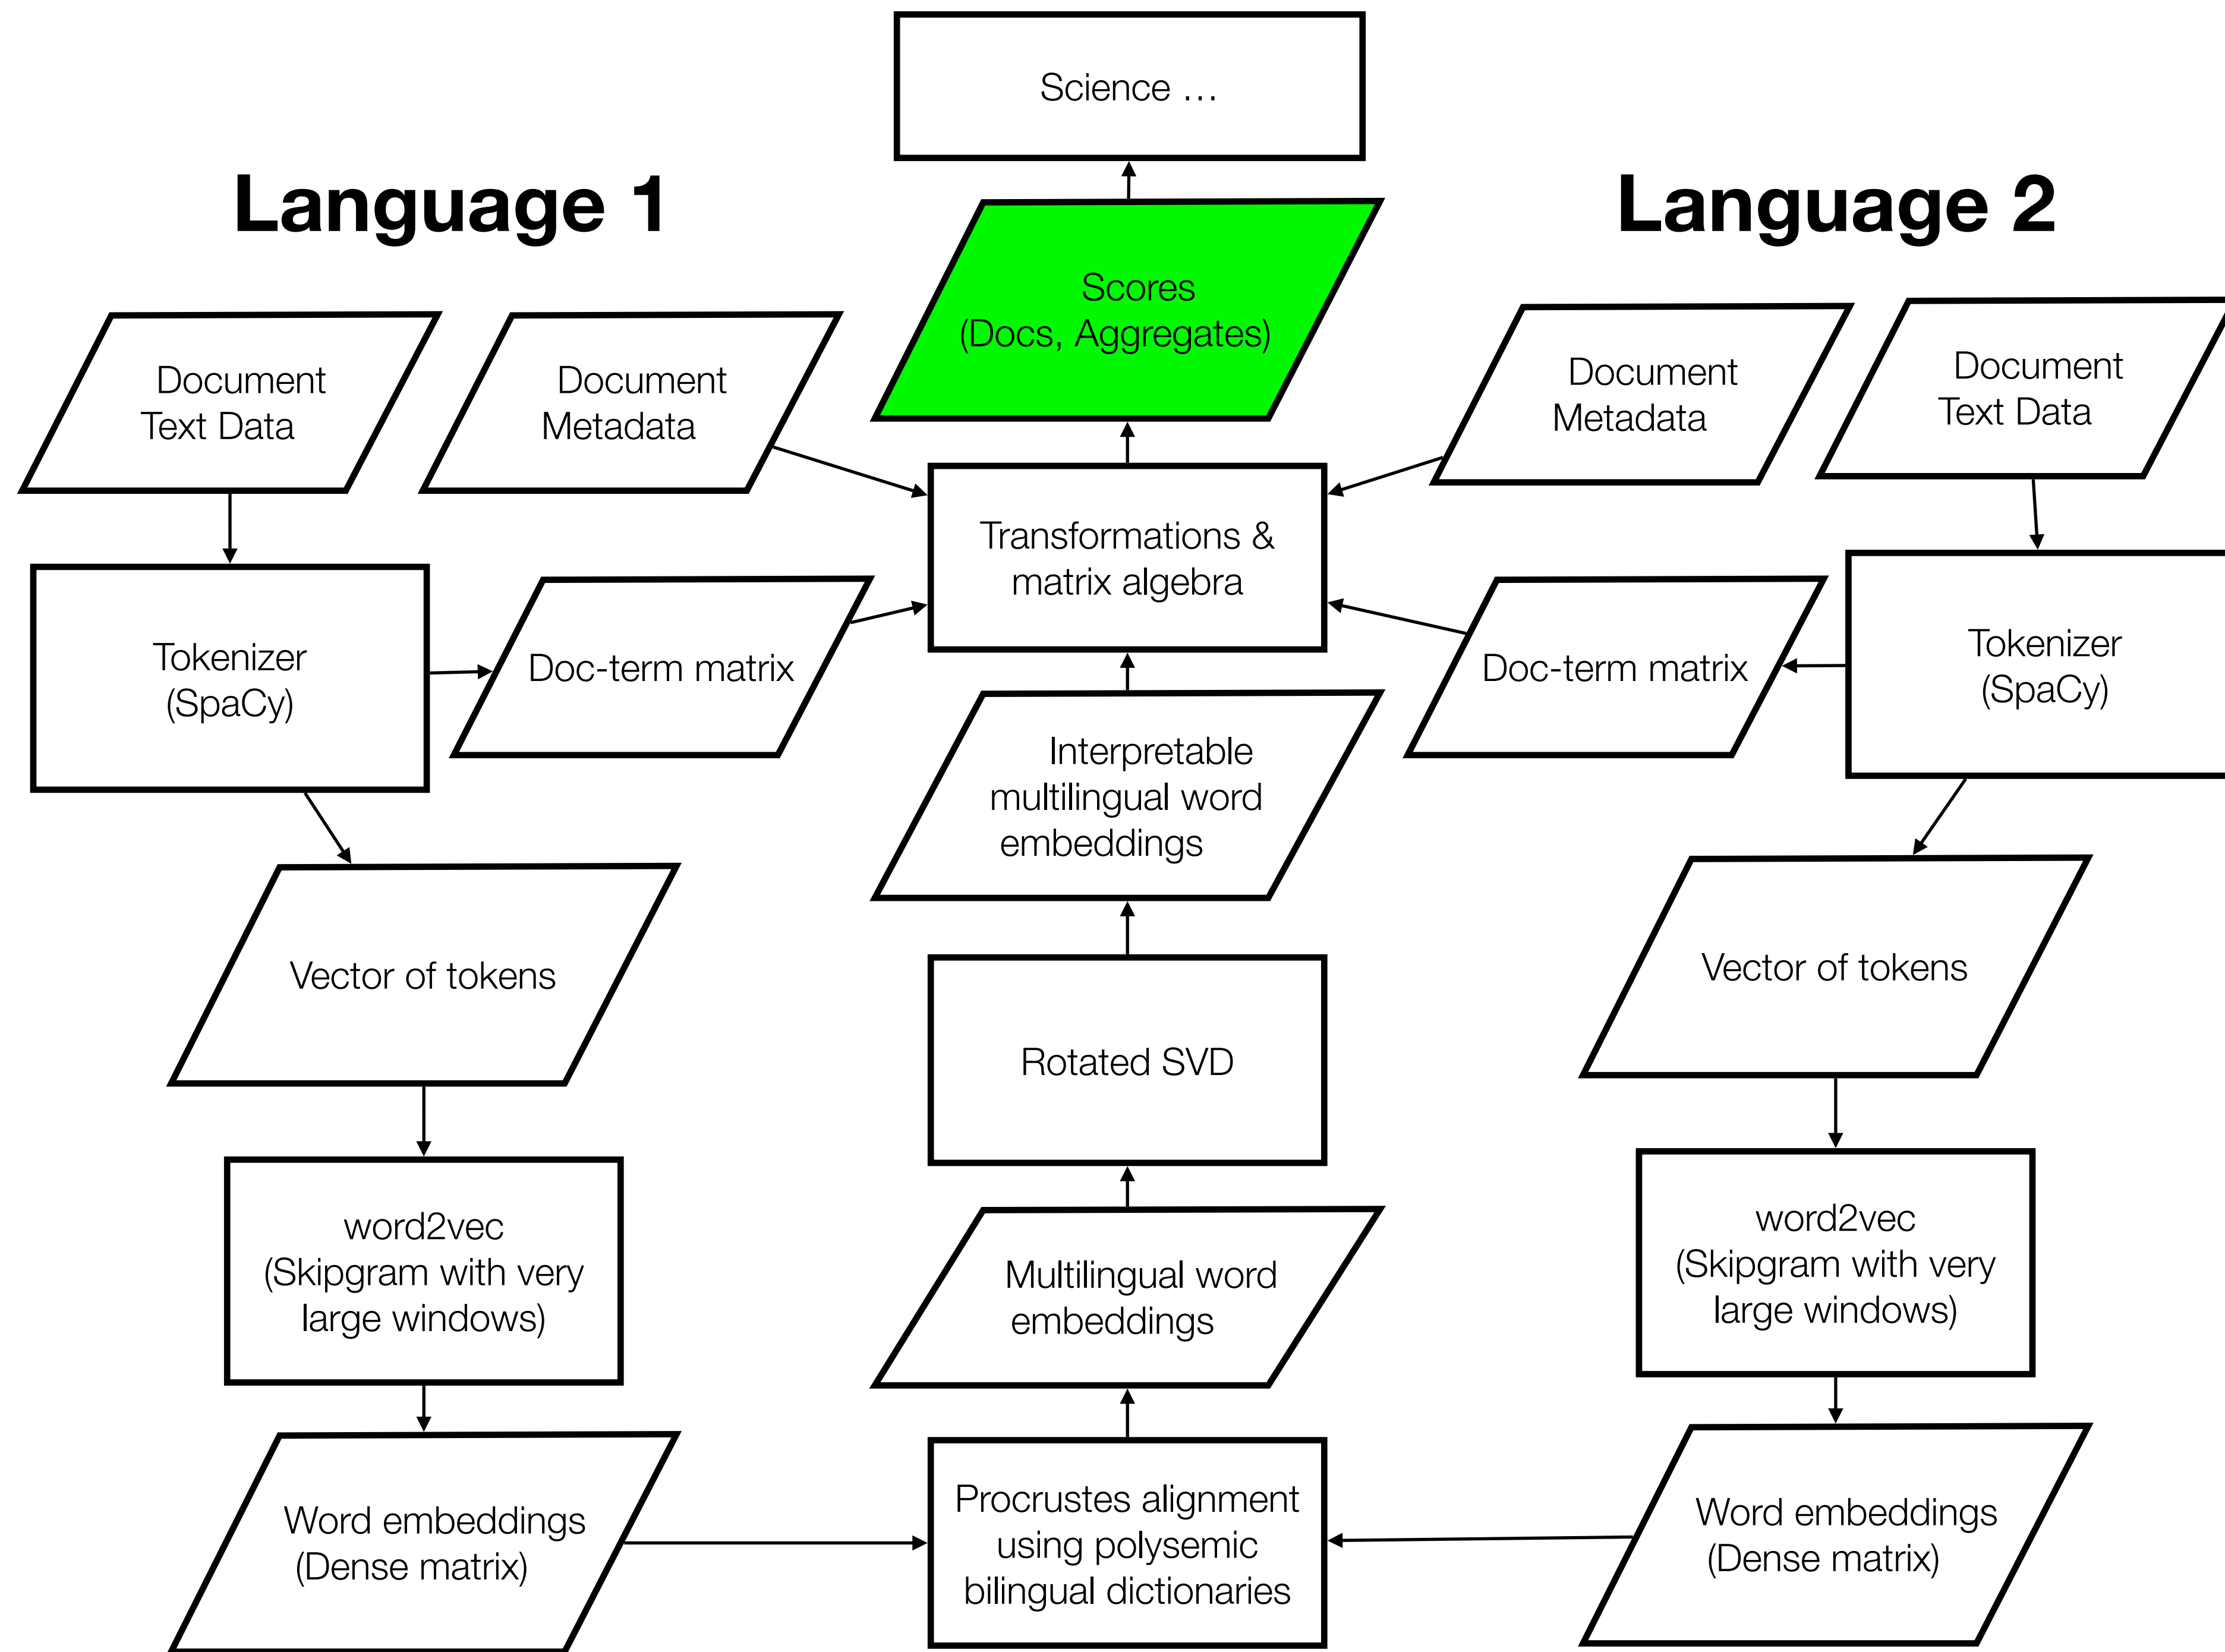 Science …
Language 1
Language 2
Scores
(Docs, Aggregates)
Document
Text Data
Document
Metadata
Document
Metadata
Document
Text Data
Transformations &
matrix algebra
Tokenizer
(SpaCy)
Doc-term matrix
Doc-term matrix
Tokenizer
(SpaCy)
Interpretable
multilingual word
embeddings
Vector of tokens
Rotated SVD
Vector of tokens
word2vec
(Skipgram with very
large windows)
Multilingual word
embeddings
word2vec
(Skipgram with very
large windows)
Word embeddings
(Dense matrix)
Procrustes alignment
using polysemic
bilingual dictionaries
Word embeddings
(Dense matrix)